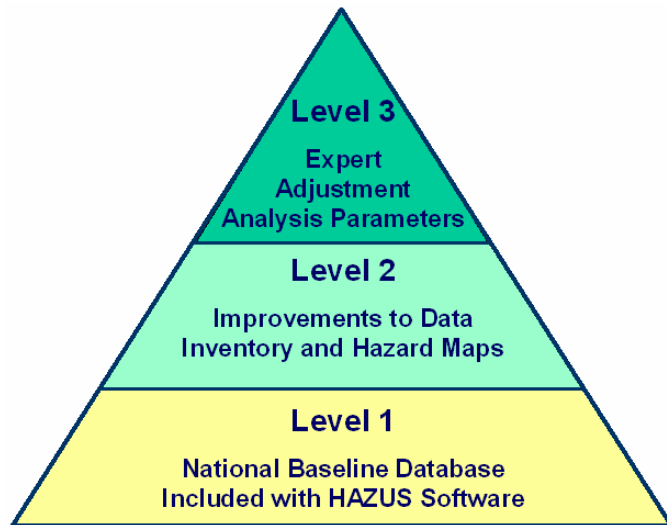 Level 3
Expert
Adjustment
Analysis Parameters
Level 2
Improvements to Data
Inventory and Hazard Maps
Level 1
National Baseline Database
Included with HAZUS Software